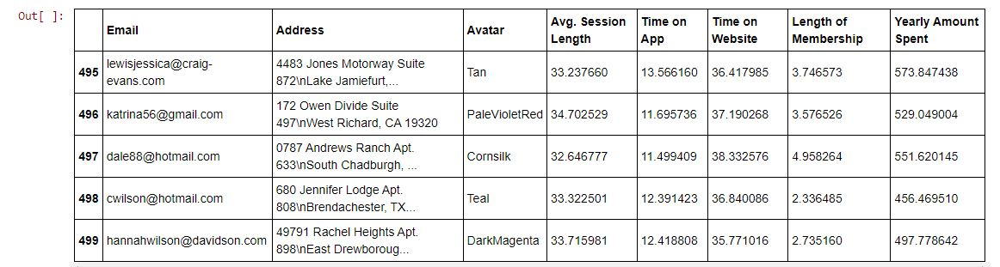 Out[ ]:
Email Address Avatar Avg. Session Length Time on App Time on Website Length of Membership Yearly Amount Spent
495 lewisjessica@craig-evans.com 4483 Jones Motorway Suite 872\nLake Jamiefurt,... Tan 33.237660 13.566160 36.417985 3.746573 573.847438
496 katrina56@gmail.com 172 Owen Divide Suite 497\nWest Richard, CA 19320 PaleVioletRed 34.702529 11.695736 37.190268 3.576526 529.049004
497 dale88@hotmail.com 0787 Andrews Ranch Apt. 633\nSouth Chadburgh, ... Cornsilk 32.646777 11.499409 38.332576 4.958264 551.620145
498 cwilson@hotmail.com 680 Jennifer Lodge Apt. 808\nBrendachester, TX... Teal 33.322501 12.391423 36.840086 2.336485 456.469510
499 hannahwilson@davidson.com 49791 Rachel Heights Apt. 898\nEast Drewboroug... DarkMagenta 33.715981 12.418808 35.771016 2.735160 497.778642